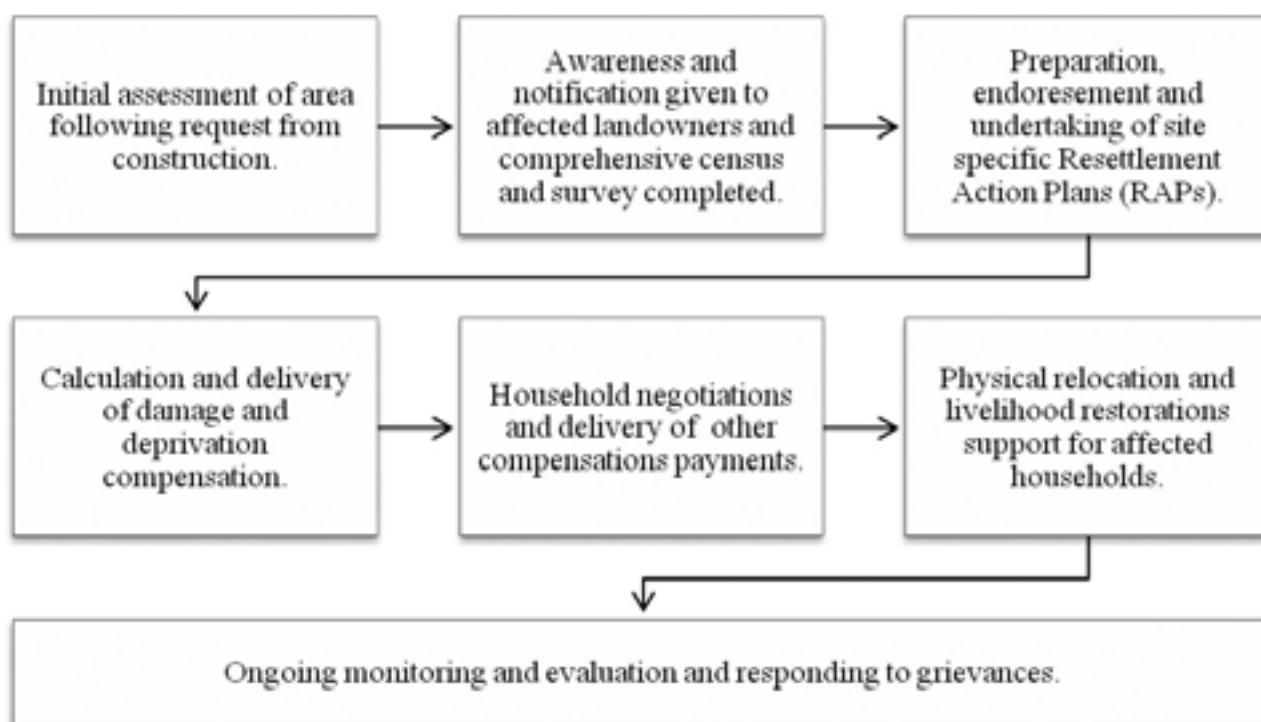 Initial assessment of area
following request from
construction.
Awareness and
notification given to
affected landowners and
comprehensive census
and survey completed.
Preparation,
endoresement and
undertaking of site
specific Resettlement
Action Plans (RAPs).
Calculation and delivery
of damage and
deprivation
compensation.
Household negotiations
and delivery of other
compensations payments.
Physical relocation and
livelihood restorations
support for affected
households.
Ongoing monitoring and evaluation and responding to grievances.